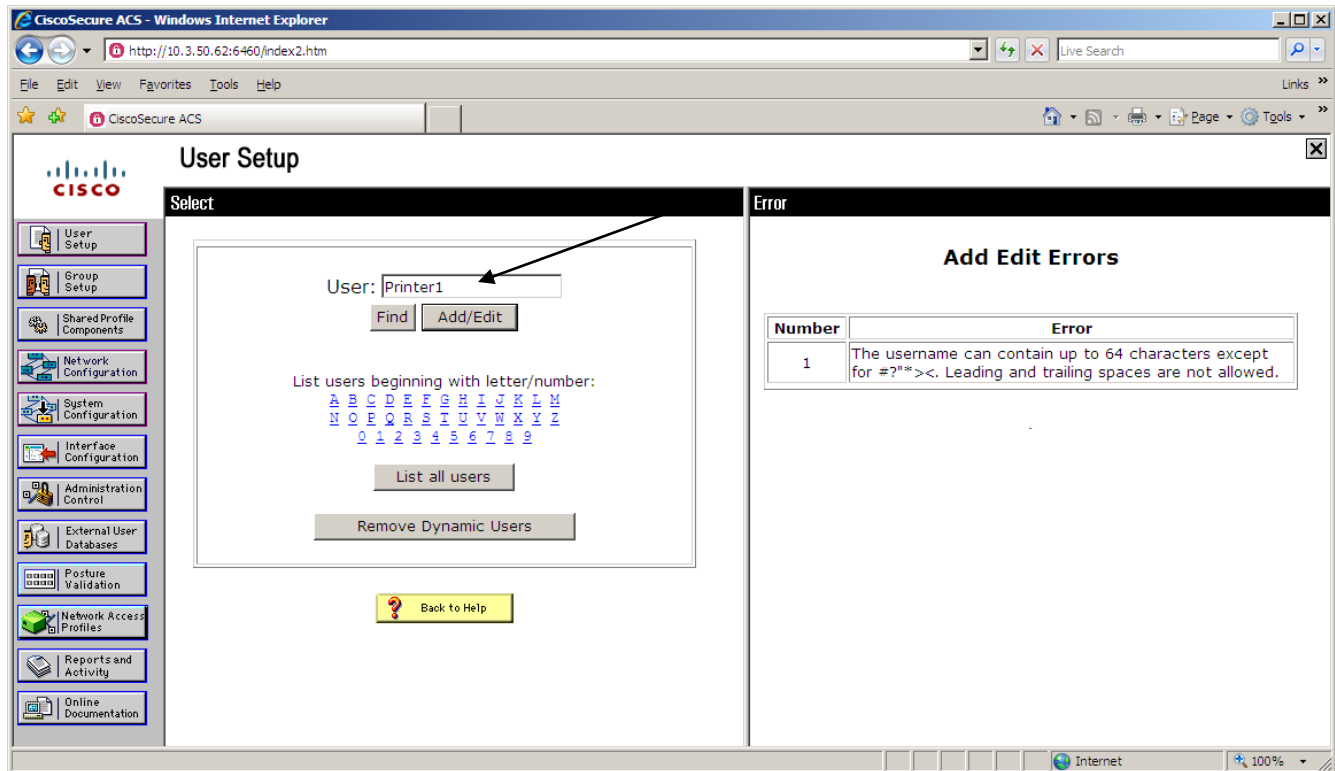 CiscoSecure ACS - Windows Internet Explorer
http://10.3.50.62:6460/index2.htm
Live Search
File Edit View Favorites Tools Help
Links »
CiscoSecure ACS
Page Tools »
CISCO
User Setup
Select
Error
User Setup
Group Setup
Shared Profile Components
Network Configuration
System Configuration
Interface Configuration
Administration Control
External User Databases
Posture Validation
Network Access Profiles
Reports and Activity
Online Documentation
User: Printer1
Find Add/Edit
List users beginning with letter/number:
A B C D E F G H I J K L M
N O P Q R S T U V W X Y Z
0 1 2 3 4 5 6 7 8 9
List all users
Remove Dynamic Users
? Back to Help
Add Edit Errors
Number Error
1 The username can contain up to 64 characters except
for #?"*><. Leading and trailing spaces are not allowed.
Internet 100%